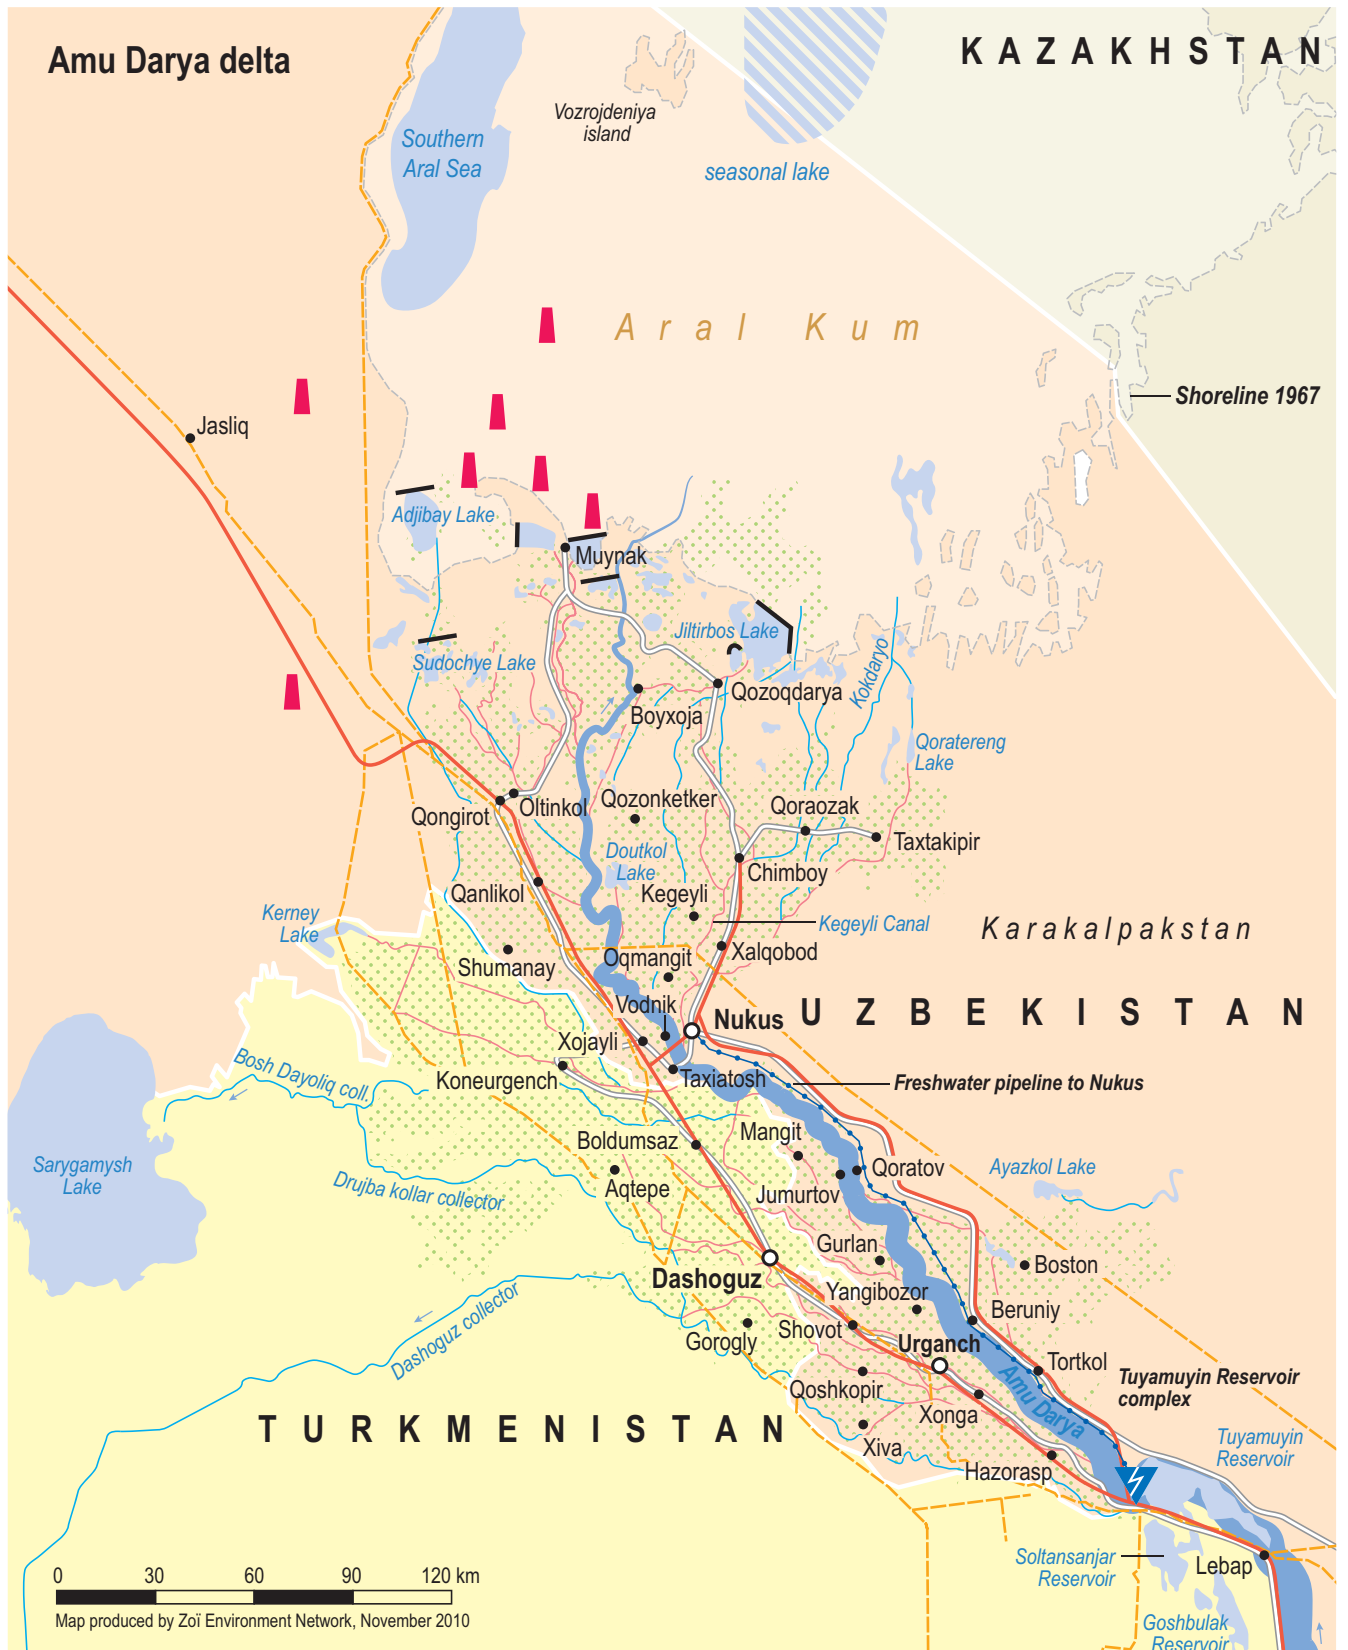 Amu Darya delta
KAZAKHSTAN
Vozrojdeniya
island
Southern
Aral Sea
seasonal lake
Aral Kum
Shoreline 1967
Jasliq
Adjibay Lake
Muynak
Jiltirbos Lake
Sudochye Lake
Kokdaryo
Qozoqdarya
Boyxoja
Qoratereng
Lake
Oltinkol
Qongirot
Qozonketker
Qoraozak
Taxtakipir
Doutkol
Lake
Chimboy
Qanlikol
Kegeyli
Kerney
Lake
Kegeyli Canal
Karakalpakstan
Shumanay
Oqmangit
Xalqobod
Vodnik
Nukus
UZBEKISTAN
Xojayli
Bosh Dayoliq coll.
Koneurgench
Taxiatosh
Freshwater pipeline to Nukus
Boldumsaz
Mangit
Sarygamysh
Lake
Drujba kollar collector
Aqtepe
Jumurtov
Qoratov
Ayazkol Lake
Gurlan
Boston
Dashoguz
Yangibozor
Beruniy
Dashoguz collector
Gorogly
Shovot
Urganch
Tortkol
Tuyamuyin Reservoir
complex
Qoshkopir
Amu Darya
Xonga
TURKMENISTAN
Xiva
Tuyamuyin
Reservoir
Hazorasp
Soltansanjar
Reservoir
Lebap
0 30 60 90 120 km
Map produced by Zoï Environment Network, November 2010
Goshbulak
Reservoir